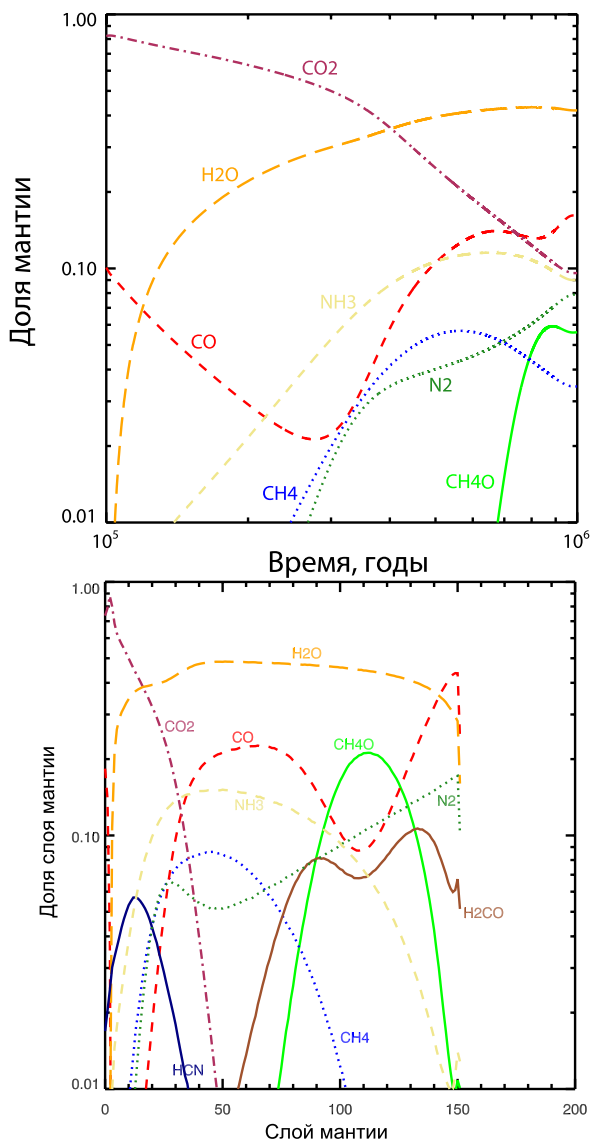 1.00
CO2
H2O
Доля мантии
0.10
NH3
CO
N2
CH4
CH4O
0.01
10^5
10^6
Время, годы
1.00
H2O
CO2
CO
CH4O
NH3
N2
Доля слоя мантии
0.10
H2CO
CH4
HCN
0.01
0 50 100 150 200
Слой мантии